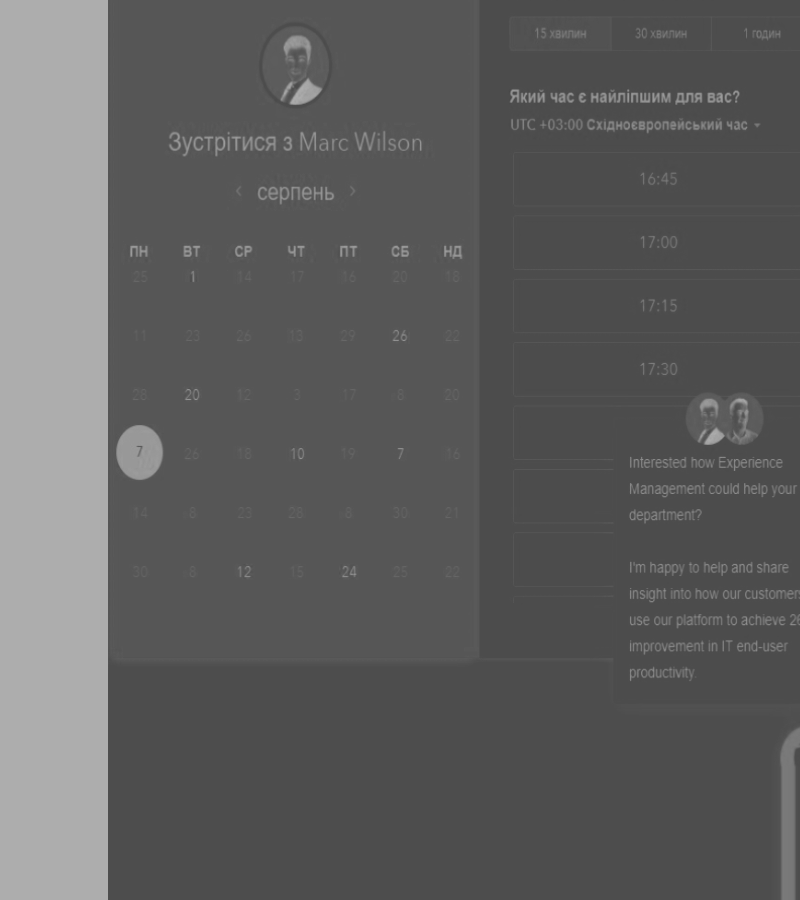 Зустрітися з Marc Wilson
‹ серпень ›
ПН ВТ СР ЧТ ПТ СБ НД
25 1 14 17 16 20 18
11 23 26 13 29 26 22
28 20 12 3 17 8 20
7 26 18 10 19 7 16
14 8 23 28 8 30 21
30 8 12 15 24 25 22
15 хвилин 30 хвилин 1 годин
Який час є найліпшим для вас?
UTC +03:00 Східноєвропейський час
16:45
17:00
17:15
17:30
Interested how Experience
Management could help your
department?
I'm happy to help and share
insight into how our customers
use our platform to achieve 26
improvement in IT end-user
productivity.